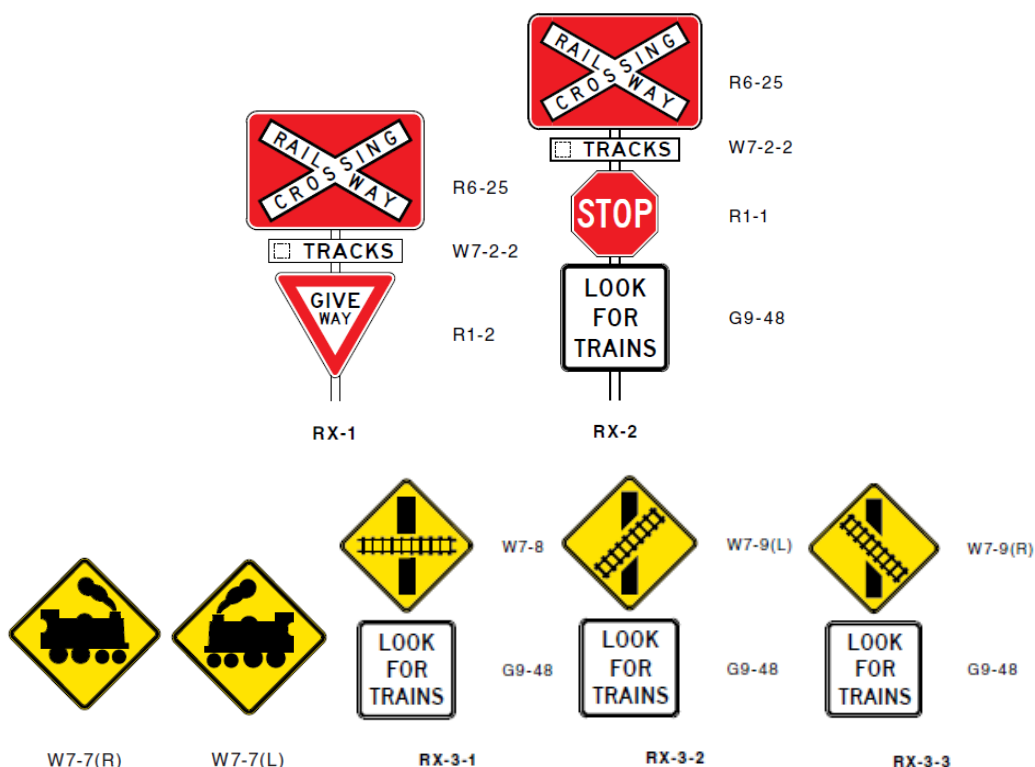 RAILWAY CROSSING
R6-25
TRACKS
W7-2-2
GIVE
WAY
R1-2
RX-1
RAILWAY CROSSING
R6-25
TRACKS
W7-2-2
STOP
R1-1
LOOK
FOR
TRAINS
G9-48
RX-2
W7-7(R)
W7-7(L)
W7-8
LOOK
FOR
TRAINS
G9-48
RX-3-1
W7-9(L)
LOOK
FOR
TRAINS
G9-48
RX-3-2
W7-9(R)
LOOK
FOR
TRAINS
G9-48
RX-3-3